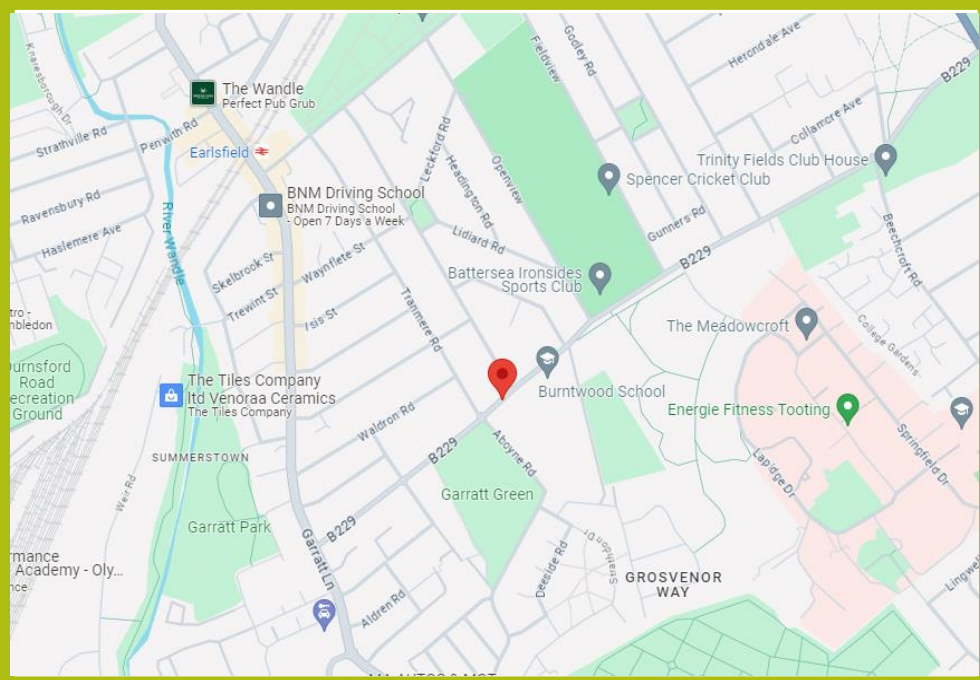 Knaresborough Dr
The Wandle
Perfect Pub Grub
Strathville Rd
Penwith Rd
Earlsfield
Ravensbury Rd
Haslemere Ave
River Wandle
BNM Driving School
BNM Driving School
- Open 7 Days a Week
Skelbrook St
Waynflete St
Trewint St
Isis St
Leckford Rd
Headington Rd
Openview
Fieldview
Godley Rd
Herondale Ave
B229
Collamore Ave
Trinity Fields Club House
Spencer Cricket Club
Gunners Rd
B229
Beechcroft Rd
Lidiard Rd
Battersea Ironsides
Sports Club
Tranmere Rd
The Meadowcroft
College Gardens
Burntwood School
Energie Fitness Tooting
Springfield Dr
Lapidge Dr
Road
Ground
The Tiles Company
ltd Venoraa Ceramics
The Tiles Company
Waldron Rd
B229
Aboyne Rd
SUMMERSTOWN
Weir Rd
Garratt Green
Garratt Park
B229
Garratt Ln
Academy - Oly...
Aldren Rd
Deeside Rd
Strathdon Dr
GROSVENOR
WAY